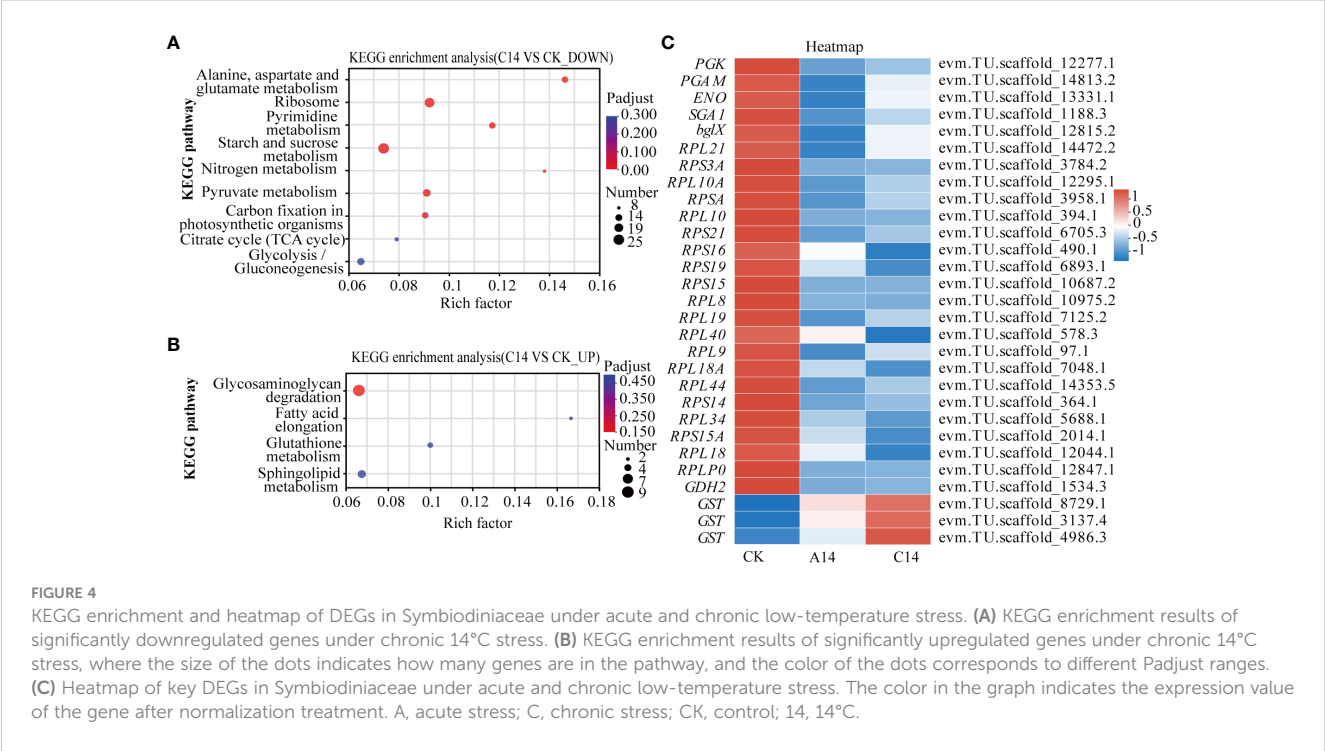 A
KEGG enrichment analysis(C14 VS CK_DOWN)
KEGG pathway
Alanine, aspartate and
glutamate metabolism
Ribosome
Pyrimidine
metabolism
Starch and sucrose
metabolism
Nitrogen metabolism
Pyruvate metabolism
Carbon fixation in
photosynthetic organisms
Citrate cycle (TCA cycle)
Glycolysis /
Gluconeogenesis
0.06 0.08 0.1 0.12 0.14 0.16
Rich factor
Padjust
0.300
0.200
0.100
0.00
Number
8
14
19
25
B
KEGG enrichment analysis(C14 VS CK_UP)
KEGG pathway
Glycosaminoglycan
degradation
Fatty acid
elongation
Glutathione
metabolism
Sphingolipid
metabolism
0.06 0.08 0.1 0.12 0.14 0.16 0.18
Rich factor
Padjust
0.450
0.350
0.250
0.150
Number
2
4
7
9
C
Heatmap
PGK evm.TU.scaffold_12277.1
PGAM evm.TU.scaffold_14813.2
ENO evm.TU.scaffold_13331.1
SGA1 evm.TU.scaffold_1188.3
bglX evm.TU.scaffold_12815.2
RPL21 evm.TU.scaffold_14472.2
RPS3A evm.TU.scaffold_3784.2
RPL10A evm.TU.scaffold_12295.1
RPSA evm.TU.scaffold_3958.1
RPL10 evm.TU.scaffold_394.1
RPS21 evm.TU.scaffold_6705.3
RPS16 evm.TU.scaffold_490.1
RPS19 evm.TU.scaffold_6893.1
RPS15 evm.TU.scaffold_10687.2
RPL8 evm.TU.scaffold_10975.2
RPL19 evm.TU.scaffold_7125.2
RPL40 evm.TU.scaffold_578.3
RPL9 evm.TU.scaffold_97.1
RPL18A evm.TU.scaffold_7048.1
RPL44 evm.TU.scaffold_14353.5
RPS14 evm.TU.scaffold_364.1
RPL34 evm.TU.scaffold_5688.1
RPS15A evm.TU.scaffold_2014.1
RPL18 evm.TU.scaffold_12044.1
RPLP0 evm.TU.scaffold_12847.1
GDH2 evm.TU.scaffold_1534.3
GST evm.TU.scaffold_8729.1
GST evm.TU.scaffold_3137.4
GST evm.TU.scaffold_4986.3
CK A14 C14
1
0.5
0
-0.5
-1
FIGURE 4
KEGG enrichment and heatmap of DEGs in Symbiodiniaceae under acute and chronic low-temperature stress. (A) KEGG enrichment results of
significantly downregulated genes under chronic 14°C stress. (B) KEGG enrichment results of significantly upregulated genes under chronic 14°C
stress, where the size of the dots indicates how many genes are in the pathway, and the color of the dots corresponds to different Padjust ranges.
(C) Heatmap of key DEGs in Symbiodiniaceae under acute and chronic low-temperature stress. The color in the graph indicates the expression value
of the gene after normalization treatment. A, acute stress; C, chronic stress; CK, control; 14, 14°C.